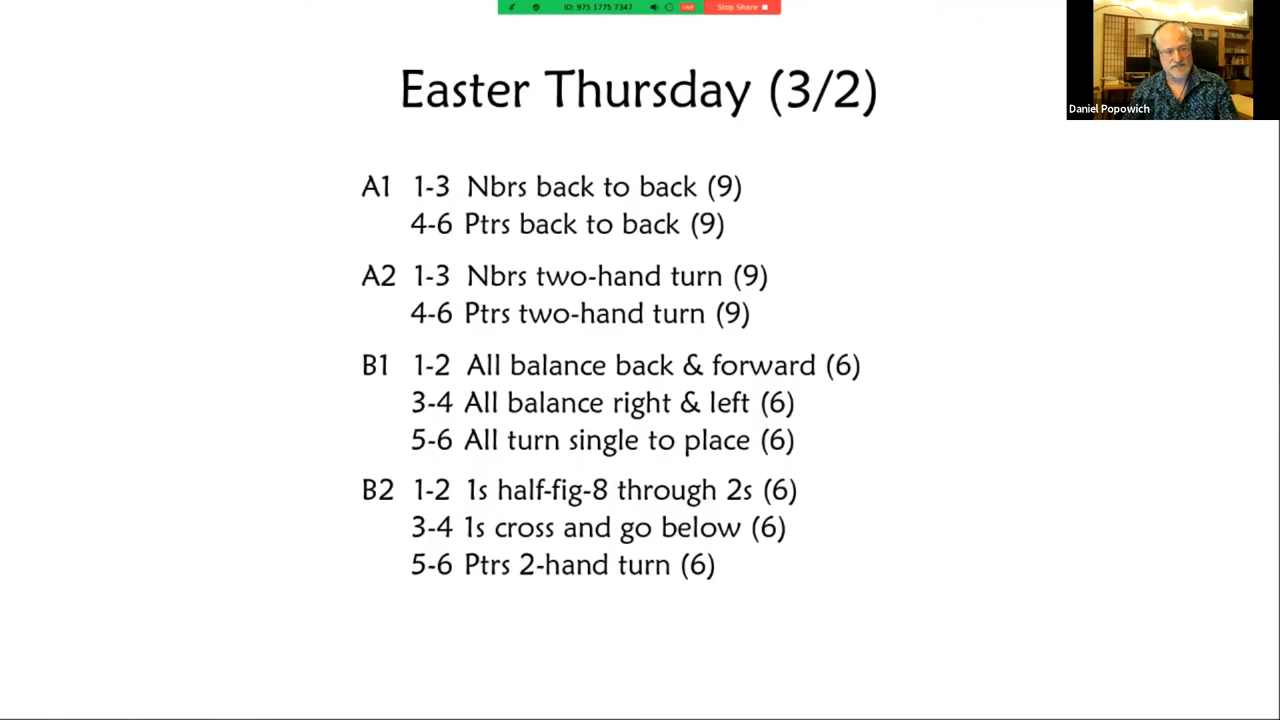 ID: 975 1775 7347
Stop Share
Easter Thursday (3/2)
Daniel Popowich
A1 1-3 Nbrs back to back (9)
4-6 Ptrs back to back (9)
A2 1-3 Nbrs two-hand turn (9)
4-6 Ptrs two-hand turn (9)
B1 1-2 All balance back & forward (6)
3-4 All balance right & left (6)
5-6 All turn single to place (6)
B2 1-2 1s half-fig-8 through 2s (6)
3-4 1s cross and go below (6)
5-6 Ptrs 2-hand turn (6)